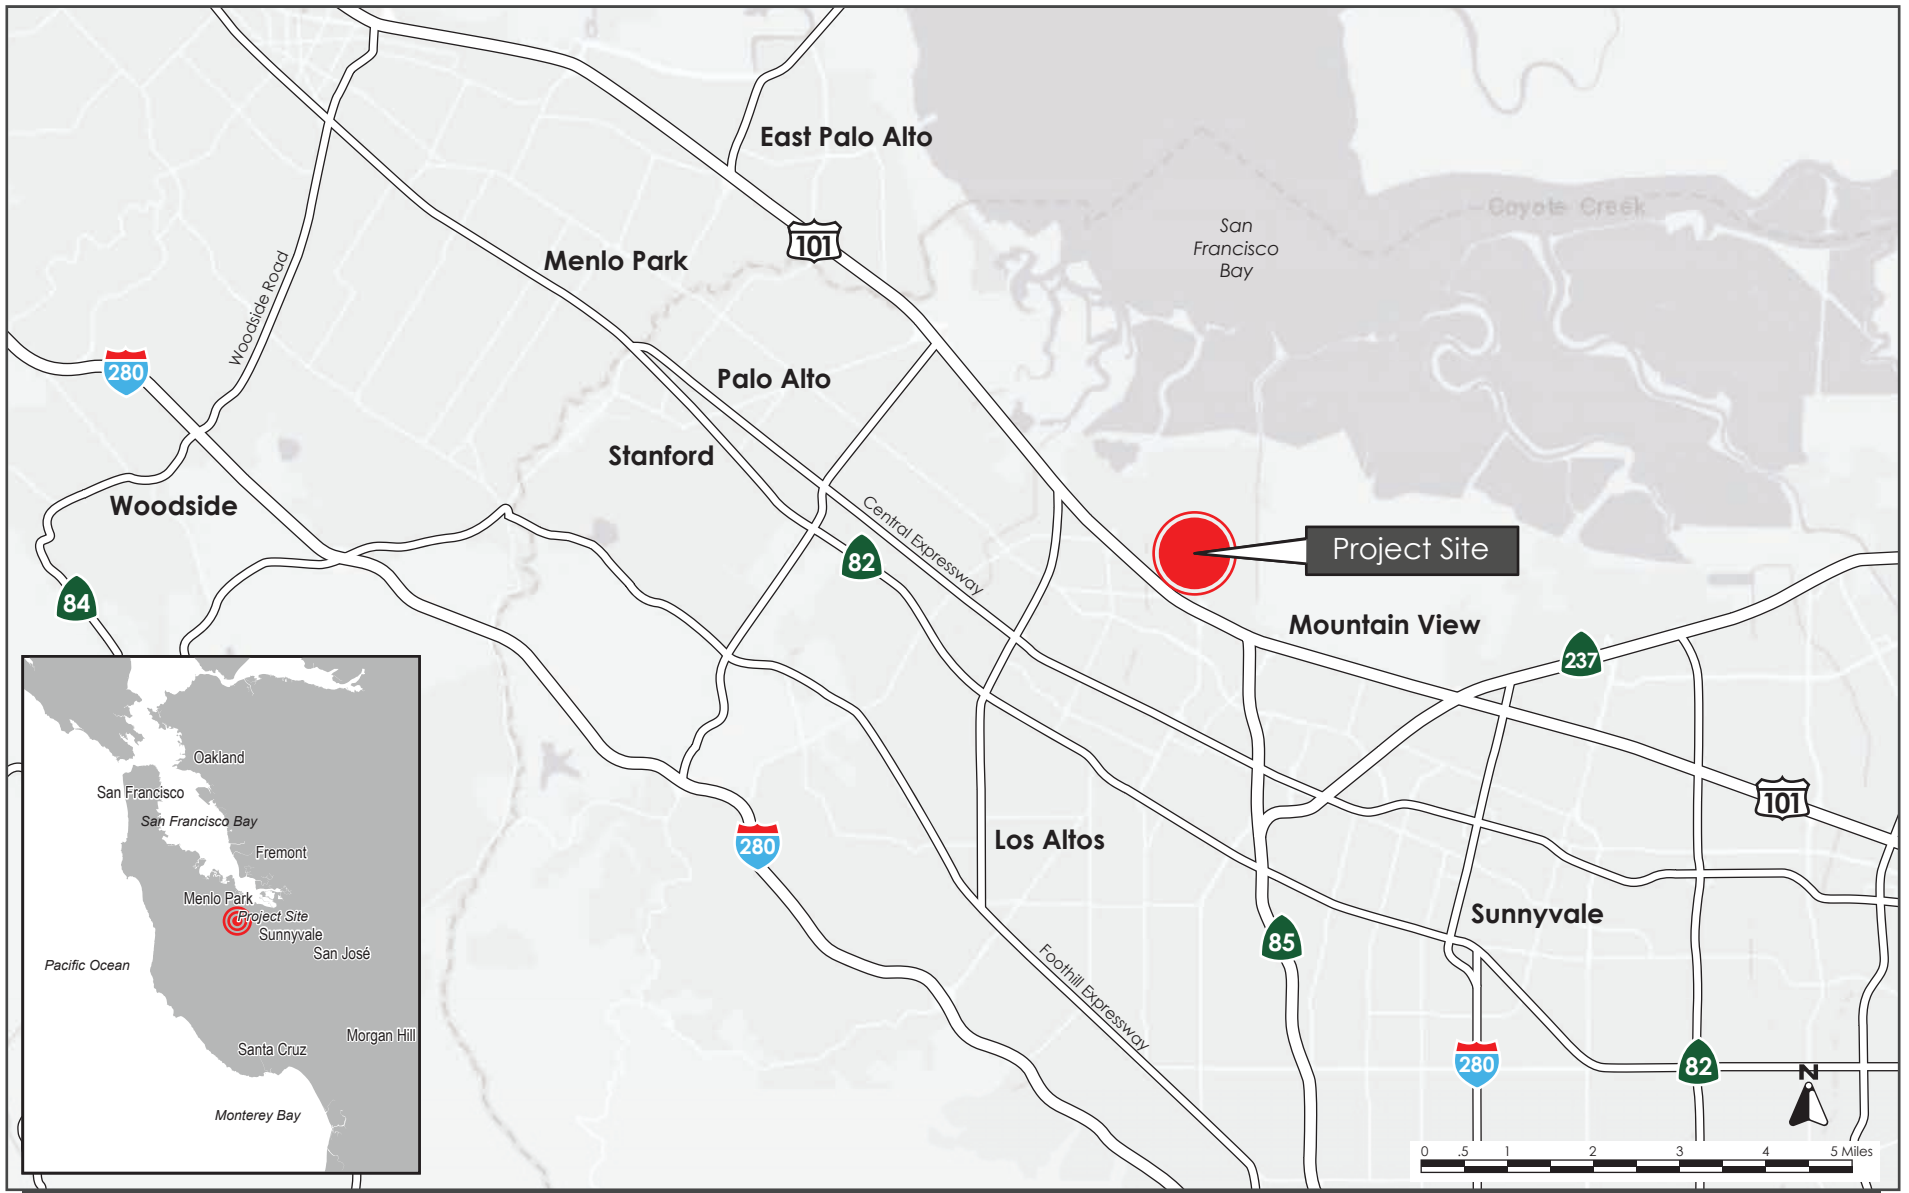 East Palo Alto
Coyote Creek
San
Francisco
Bay
101
Menlo Park
Woodside Road
280
Palo Alto
Stanford
Woodside
Central Expressway
82
Project Site
84
Mountain View
237
101
280
Los Altos
Sunnyvale
85
Foothill Expressway
280
82
N
0 .5 1 2 3 4 5 Miles
Oakland
San Francisco
San Francisco Bay
Fremont
Menlo Park
Project Site
Sunnyvale
San José
Pacific Ocean
Morgan Hill
Santa Cruz
Monterey Bay